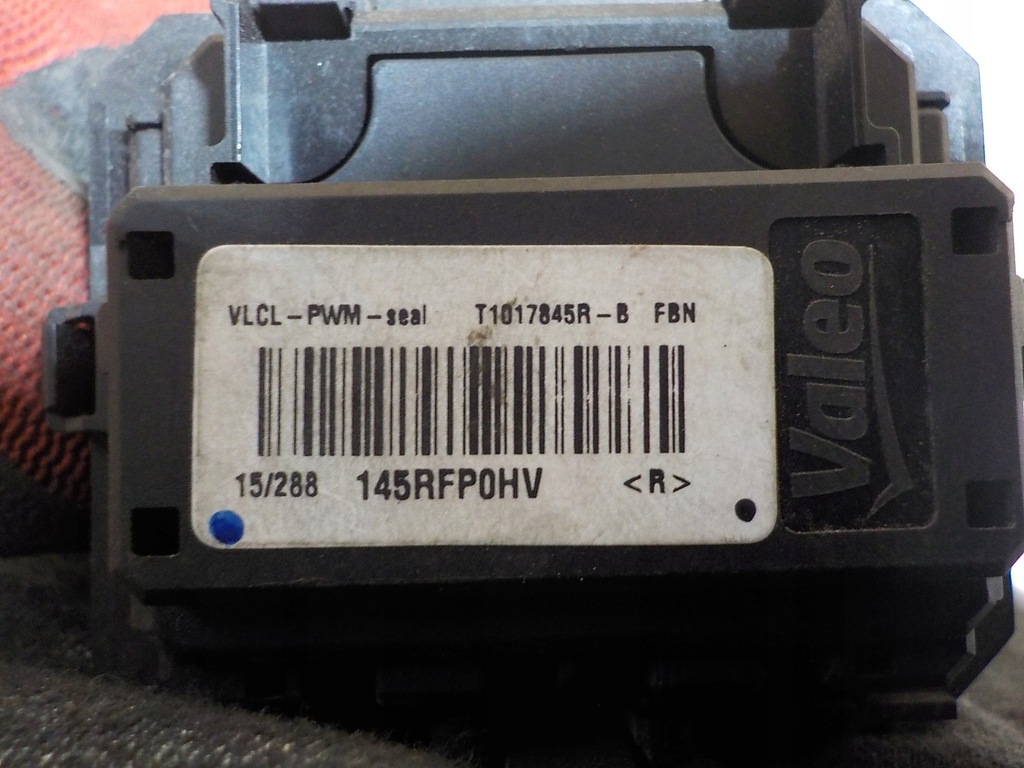 VLCL-PWM-seal T1017845R-B FBN
15/288 145RFP0HV <R>
Valeo